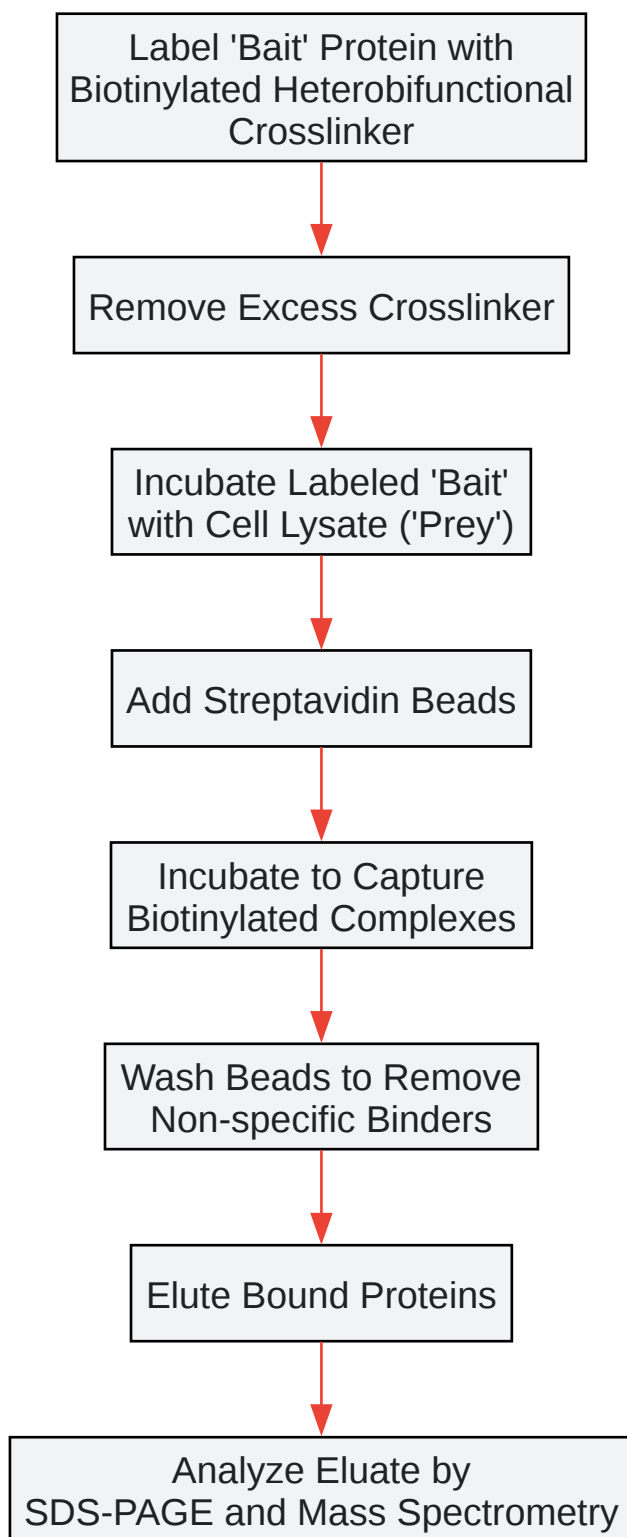 Label 'Bait' Protein with
Biotinylated Heterobifunctional
Crosslinker
Remove Excess Crosslinker
Incubate Labeled 'Bait'
with Cell Lysate ('Prey')
Add Streptavidin Beads
Incubate to Capture
Biotinylated Complexes
Wash Beads to Remove
Non-specific Binders
Elute Bound Proteins
Analyze Eluate by
SDS-PAGE and Mass Spectrometry